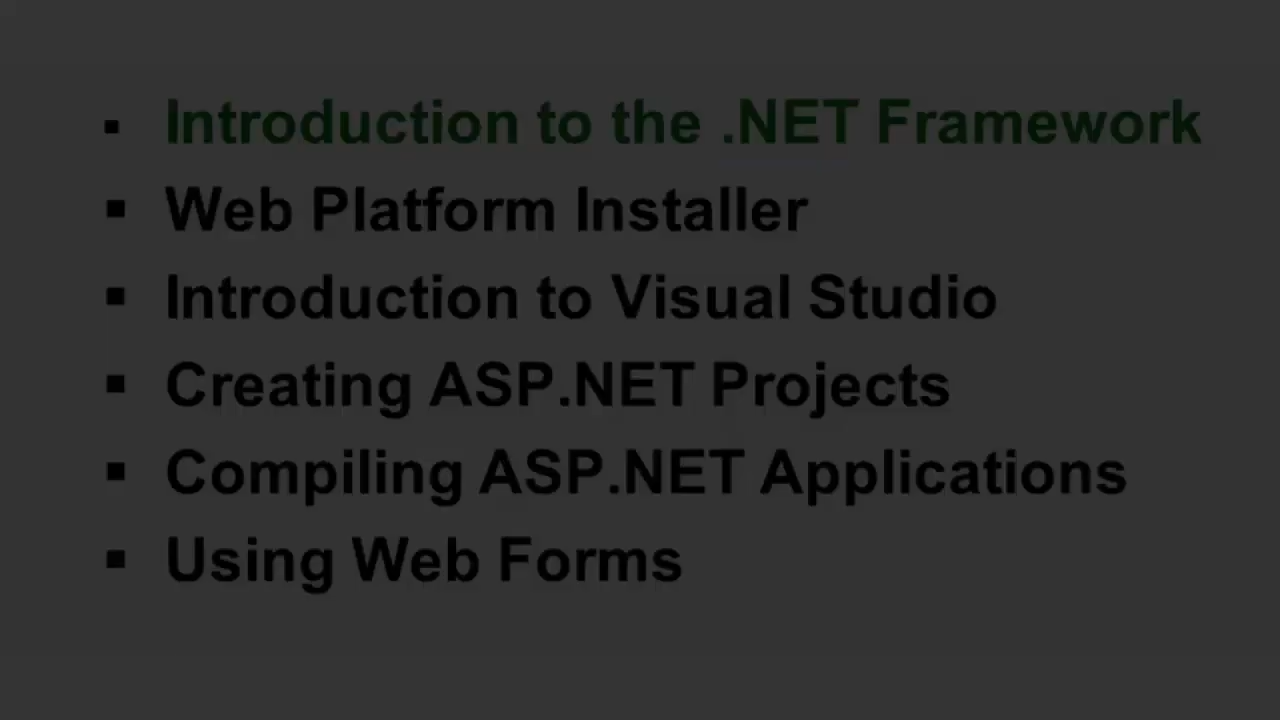 ▪ Introduction to the .NET Framework
▪ Web Platform Installer
▪ Introduction to Visual Studio
▪ Creating ASP.NET Projects
▪ Compiling ASP.NET Applications
▪ Using Web Forms